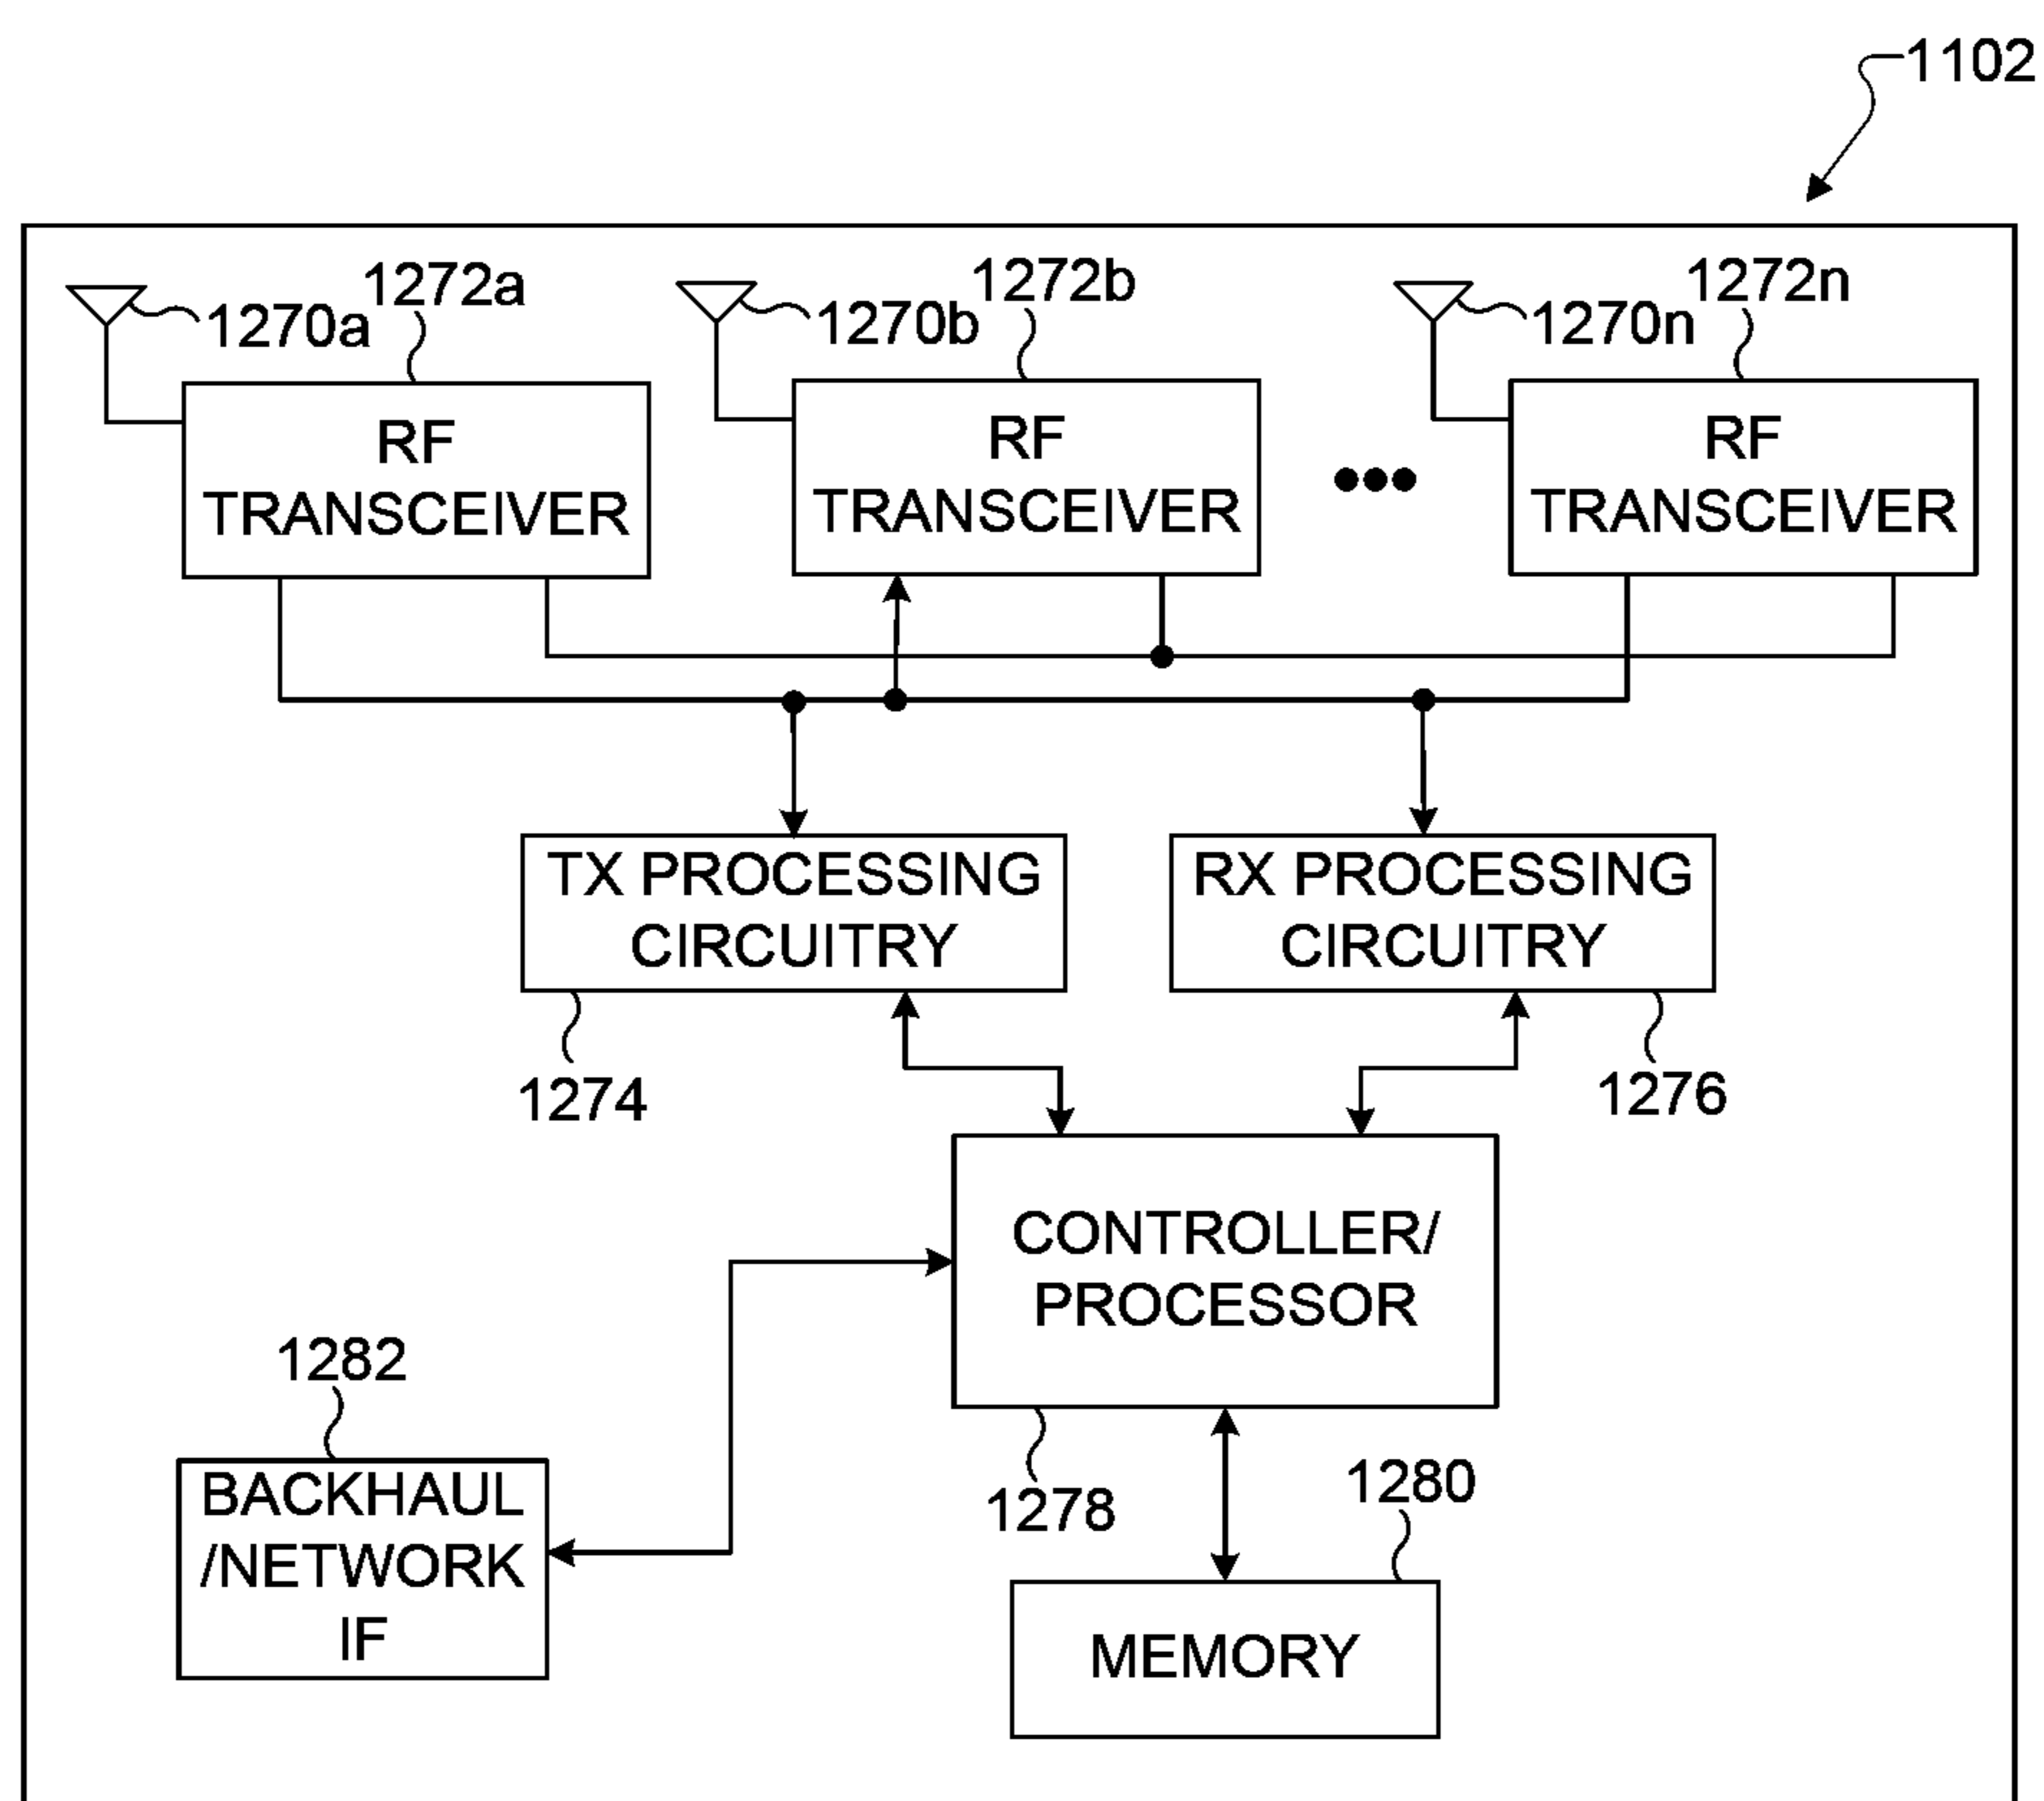 1102
1272a
1270a
1272b
1270b
1272n
1270n
RF
TRANSCEIVER
RF
TRANSCEIVER
RF
TRANSCEIVER
TX PROCESSING
CIRCUITRY
RX PROCESSING
CIRCUITRY
1274
1276
CONTROLLER/
PROCESSOR
1282
1278
1280
BACKHAUL
/NETWORK
IF
MEMORY